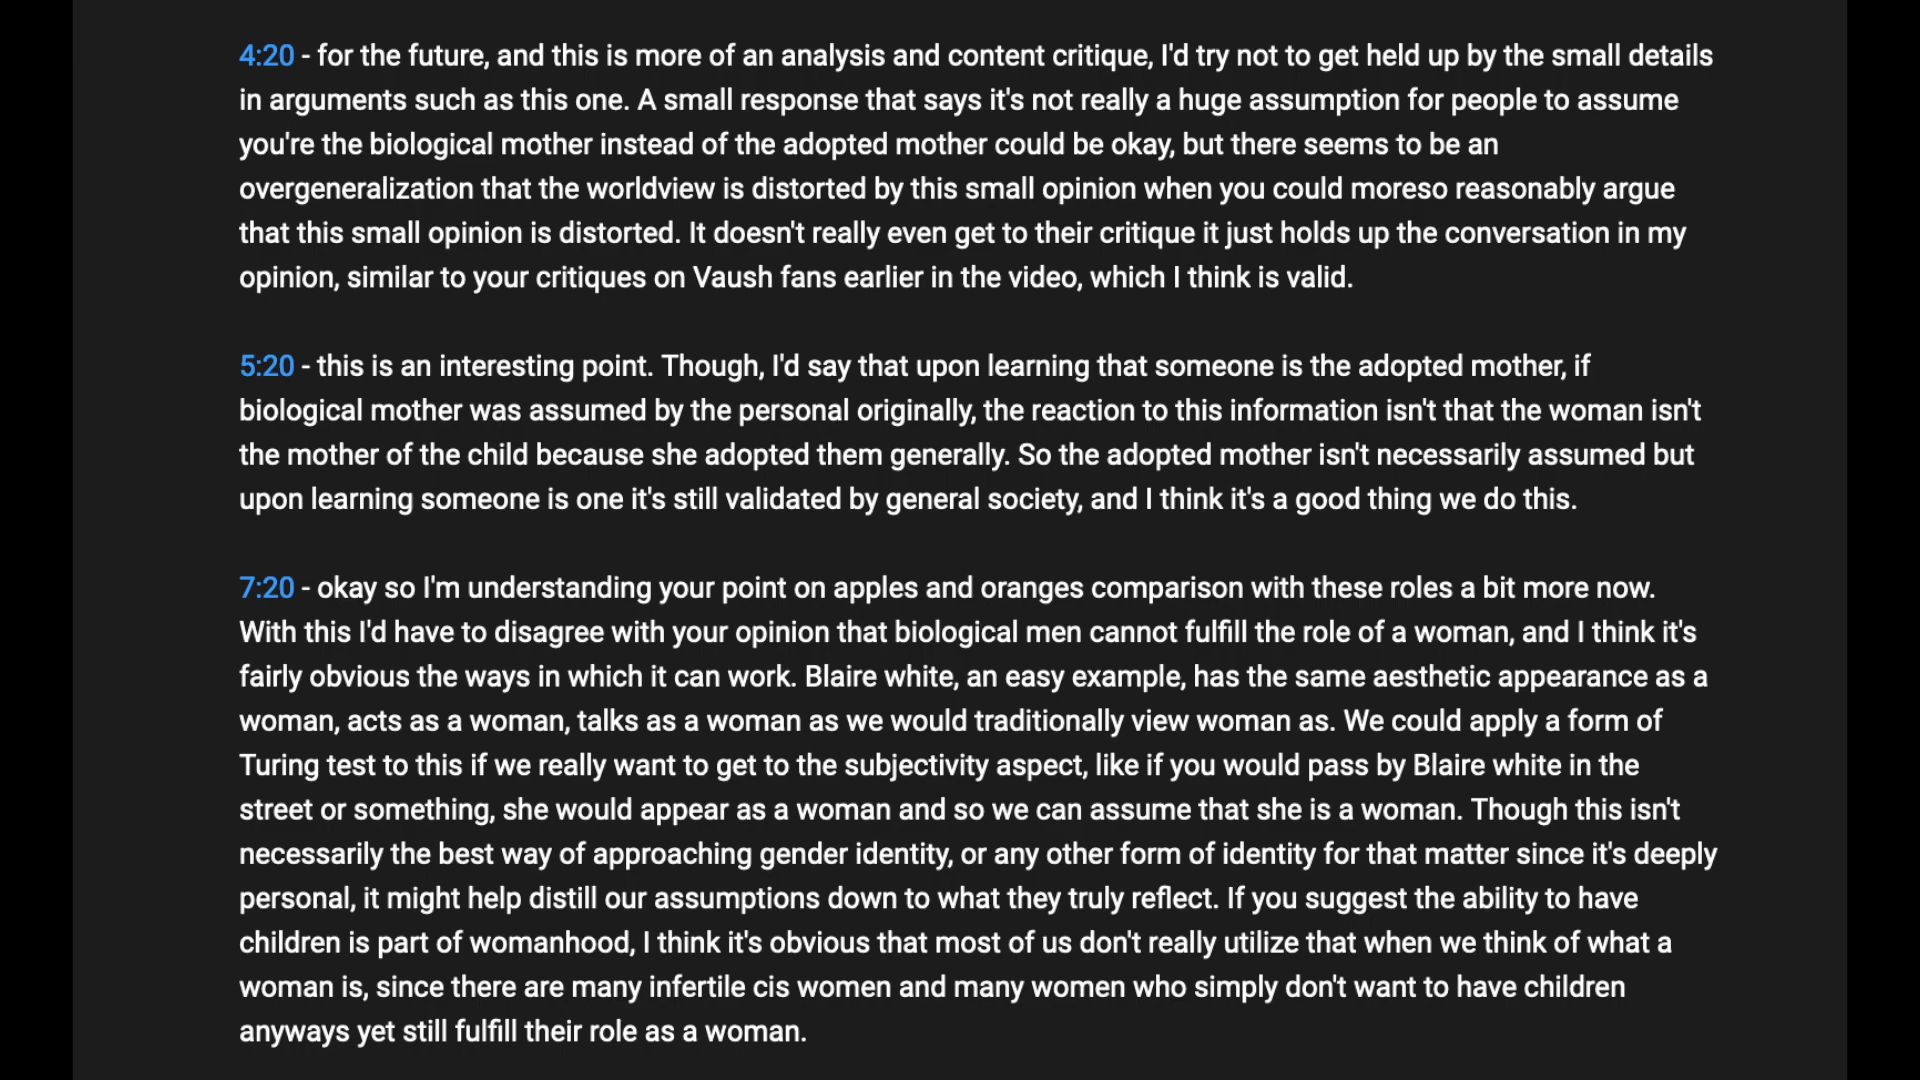 4:20 - for the future, and this is more of an analysis and content critique, I'd try not to get held up by the small details
in arguments such as this one. A small response that says it's not really a huge assumption for people to assume
you're the biological mother instead of the adopted mother could be okay, but there seems to be an
overgeneralization that the worldview is distorted by this small opinion when you could moreso reasonably argue
that this small opinion is distorted. It doesn't really even get to their critique it just holds up the conversation in my
opinion, similar to your critiques on Vaush fans earlier in the video, which I think is valid.
5:20 - this is an interesting point. Though, I'd say that upon learning that someone is the adopted mother, if
biological mother was assumed by the personal originally, the reaction to this information isn't that the woman isn't
the mother of the child because she adopted them generally. So the adopted mother isn't necessarily assumed but
upon learning someone is one it's still validated by general society, and I think it's a good thing we do this.
7:20 - okay so I'm understanding your point on apples and oranges comparison with these roles a bit more now.
With this I'd have to disagree with your opinion that biological men cannot fulfill the role of a woman, and I think it's
fairly obvious the ways in which it can work. Blaire white, an easy example, has the same aesthetic appearance as a
woman, acts as a woman, talks as a woman as we would traditionally view woman as. We could apply a form of
Turing test to this if we really want to get to the subjectivity aspect, like if you would pass by Blaire white in the
street or something, she would appear as a woman and so we can assume that she is a woman. Though this isn't
necessarily the best way of approaching gender identity, or any other form of identity for that matter since it's deeply
personal, it might help distill our assumptions down to what they truly reflect. If you suggest the ability to have
children is part of womanhood, I think it's obvious that most of us don't really utilize that when we think of what a
woman is, since there are many infertile cis women and many women who simply don't want to have children
anyways yet still fulfill their role as a woman.